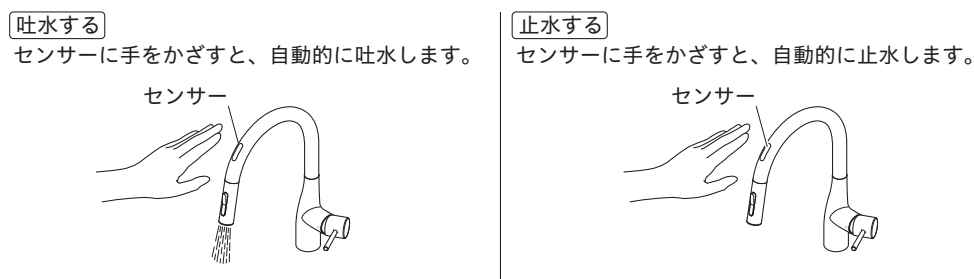 吐水する
センサーに手をかざすと、自動的に吐水します。
センサー
止水する
センサーに手をかざすと、自動的に止水します。
センサー